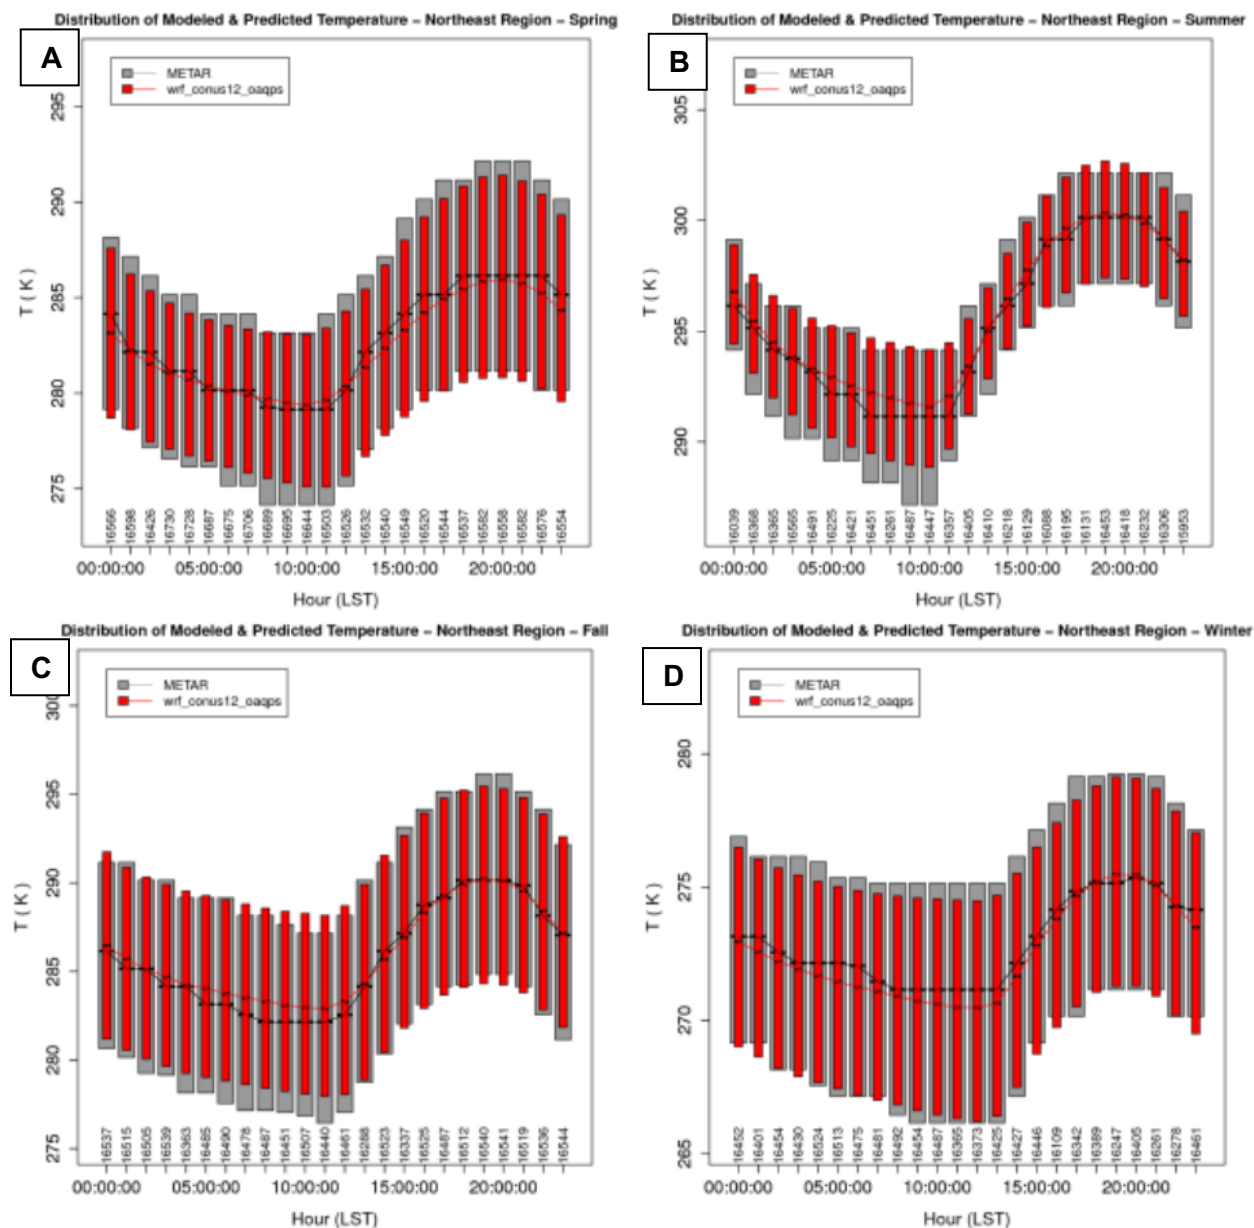 Distribution of Modeled & Predicted Temperature – Northeast Region – Spring
A
METAR
wrf_conus12_oaqps
T ( K )
295
290
285
280
275
16566 16598 16426 16730 16728 16687 16675 16706 16689 16695 16644 16503 16526 16532 16540 16549 16520 16544 16537 16582 16558 16582 16576 16554
00:00:00 05:00:00 10:00:00 15:00:00 20:00:00
Hour (LST)
Distribution of Modeled & Predicted Temperature – Northeast Region – Summer
B
METAR
wrf_conus12_oaqps
T ( K )
305
300
295
290
16039 16368 16365 16565 16491 16225 16421 16451 16261 16487 16447 16357 16405 16410 16218 16129 16088 16195 16131 16453 16418 16232 16306 15953
00:00:00 05:00:00 10:00:00 15:00:00 20:00:00
Hour (LST)
Distribution of Modeled & Predicted Temperature – Northeast Region – Fall
C
METAR
wrf_conus12_oaqps
T ( K )
300
295
290
285
280
275
16537 16515 16505 16539 16363 16485 16490 16478 16487 16451 16507 16440 16461 16288 16523 16337 16525 16487 16512 16540 16541 16519 16536 16544
00:00:00 05:00:00 10:00:00 15:00:00 20:00:00
Hour (LST)
Distribution of Modeled & Predicted Temperature – Northeast Region – Winter
D
METAR
wrf_conus12_oaqps
T ( K )
280
275
270
265
16452 16401 16454 16430 16524 16513 16475 16481 16492 16454 16487 16365 16373 16425 16427 16446 16109 16342 16389 16247 16405 16261 16278 16461
00:00:00 05:00:00 10:00:00 15:00:00 20:00:00
Hour (LST)